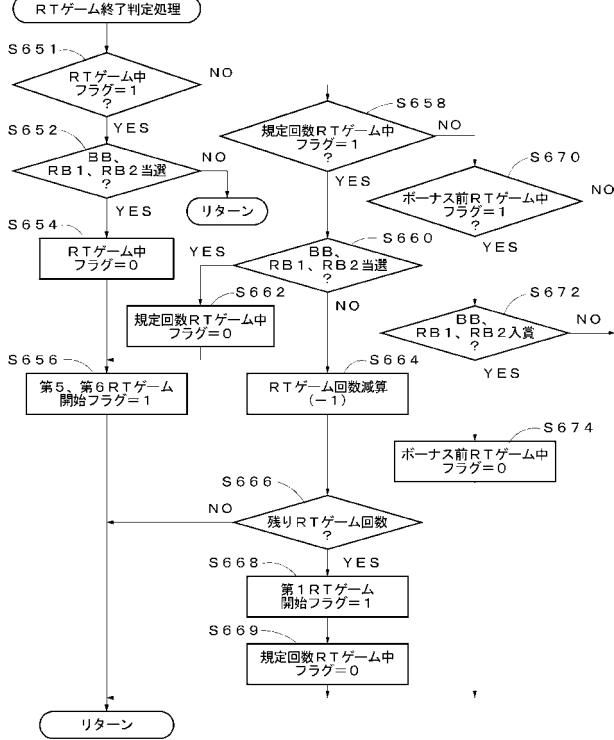 RTゲーム終了判定処理
S651
RTゲーム中
フラグ=1
?
NO
YES
S652
BB、
RB1、RB2当選
?
NO
リターン
YES
S654
RTゲーム中
フラグ=0
S656
第5、第6RTゲーム
開始フラグ=1
S658
規定回数RTゲーム中
フラグ=1
?
NO
YES
S660
BB、
RB1、RB2当選
?
YES
NO
S662
規定回数RTゲーム中
フラグ=0
S664
RTゲーム回数減算
(-1)
S666
残りRTゲーム回数
?
NO
YES
S668
第1RTゲーム
開始フラグ=1
S669
規定回数RTゲーム中
フラグ=0
S670
ボーナス前RTゲーム中
フラグ=1
?
NO
YES
S672
BB、
RB1、RB2入賞
?
NO
YES
S674
ボーナス前RTゲーム中
フラグ=0
リターン